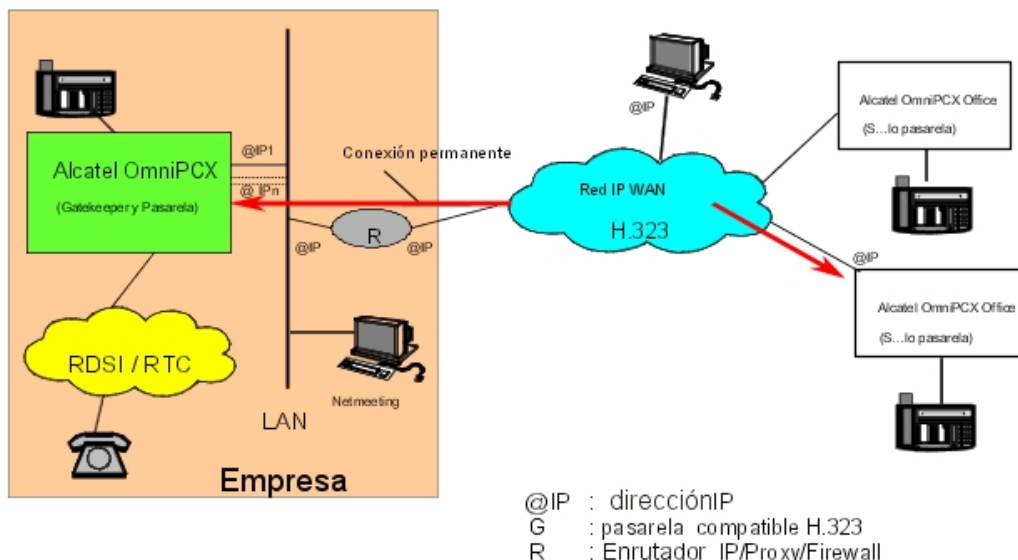 Alcatel OmniPCX
(Gatekeeper y Pasarela)
@IP1
@ IPn
Conexión permanente
R
@IP
@IP
RDSI / RTC
LAN
Netmeeting
Empresa
@IP
Red IP WAN
H.323
Alcatel OmniPCX Office
(S...lo pasarela)
@IP
Alcatel OmniPCX Office
(S...lo pasarela)
@IP : direcciónIP
G : pasarela compatible H.323
R : Enrutador IP/Proxy/Firewall